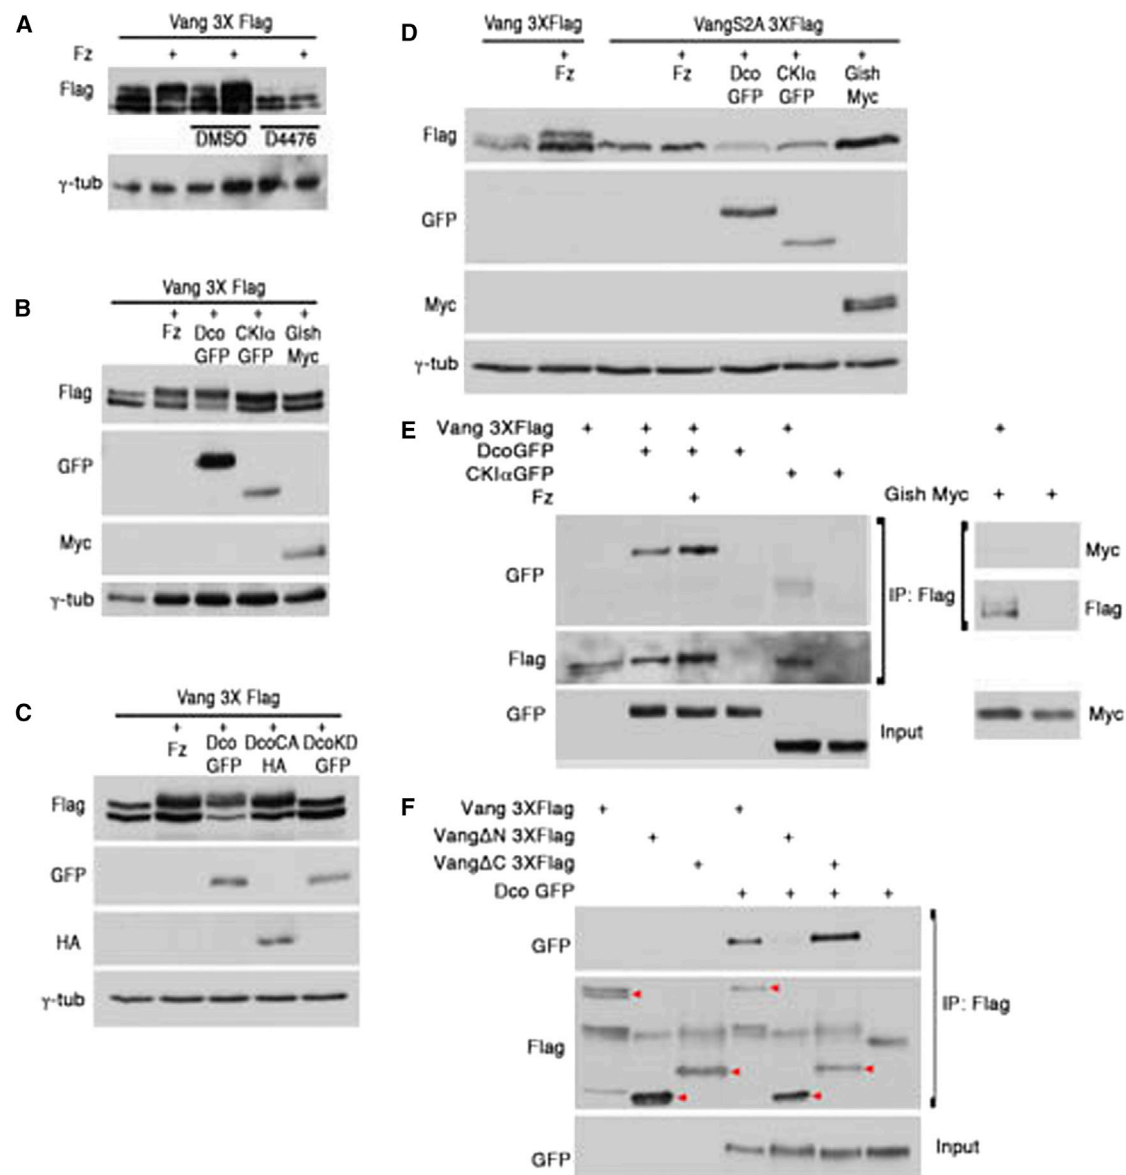 A
Vang 3X Flag
Fz + + +
Flag
DMSO D4476
γ-tub
B
Vang 3X Flag
+ + + +
Fz Dco CKIα Gish
GFP GFP Myc
Flag
GFP
Myc
γ-tub
C
Vang 3X Flag
+ + + +
Fz Dco DcoCA DcoKD
GFP HA GFP
Flag
GFP
HA
γ-tub
D
Vang 3XFlag VangS2A 3XFlag
+ + + + +
Fz Fz Dco CKIα Gish
GFP GFP Myc
Flag
GFP
Myc
γ-tub
E
Vang 3XFlag + + + + +
DcoGFP + + +
CKIαGFP + +
Fz + Gish Myc + +
GFP
IP: Flag
Myc
Flag
Flag
GFP
Input
Myc
F
Vang 3XFlag + +
VangΔN 3XFlag + +
VangΔC 3XFlag + +
Dco GFP + + + +
GFP
IP: Flag
Flag
GFP
Input